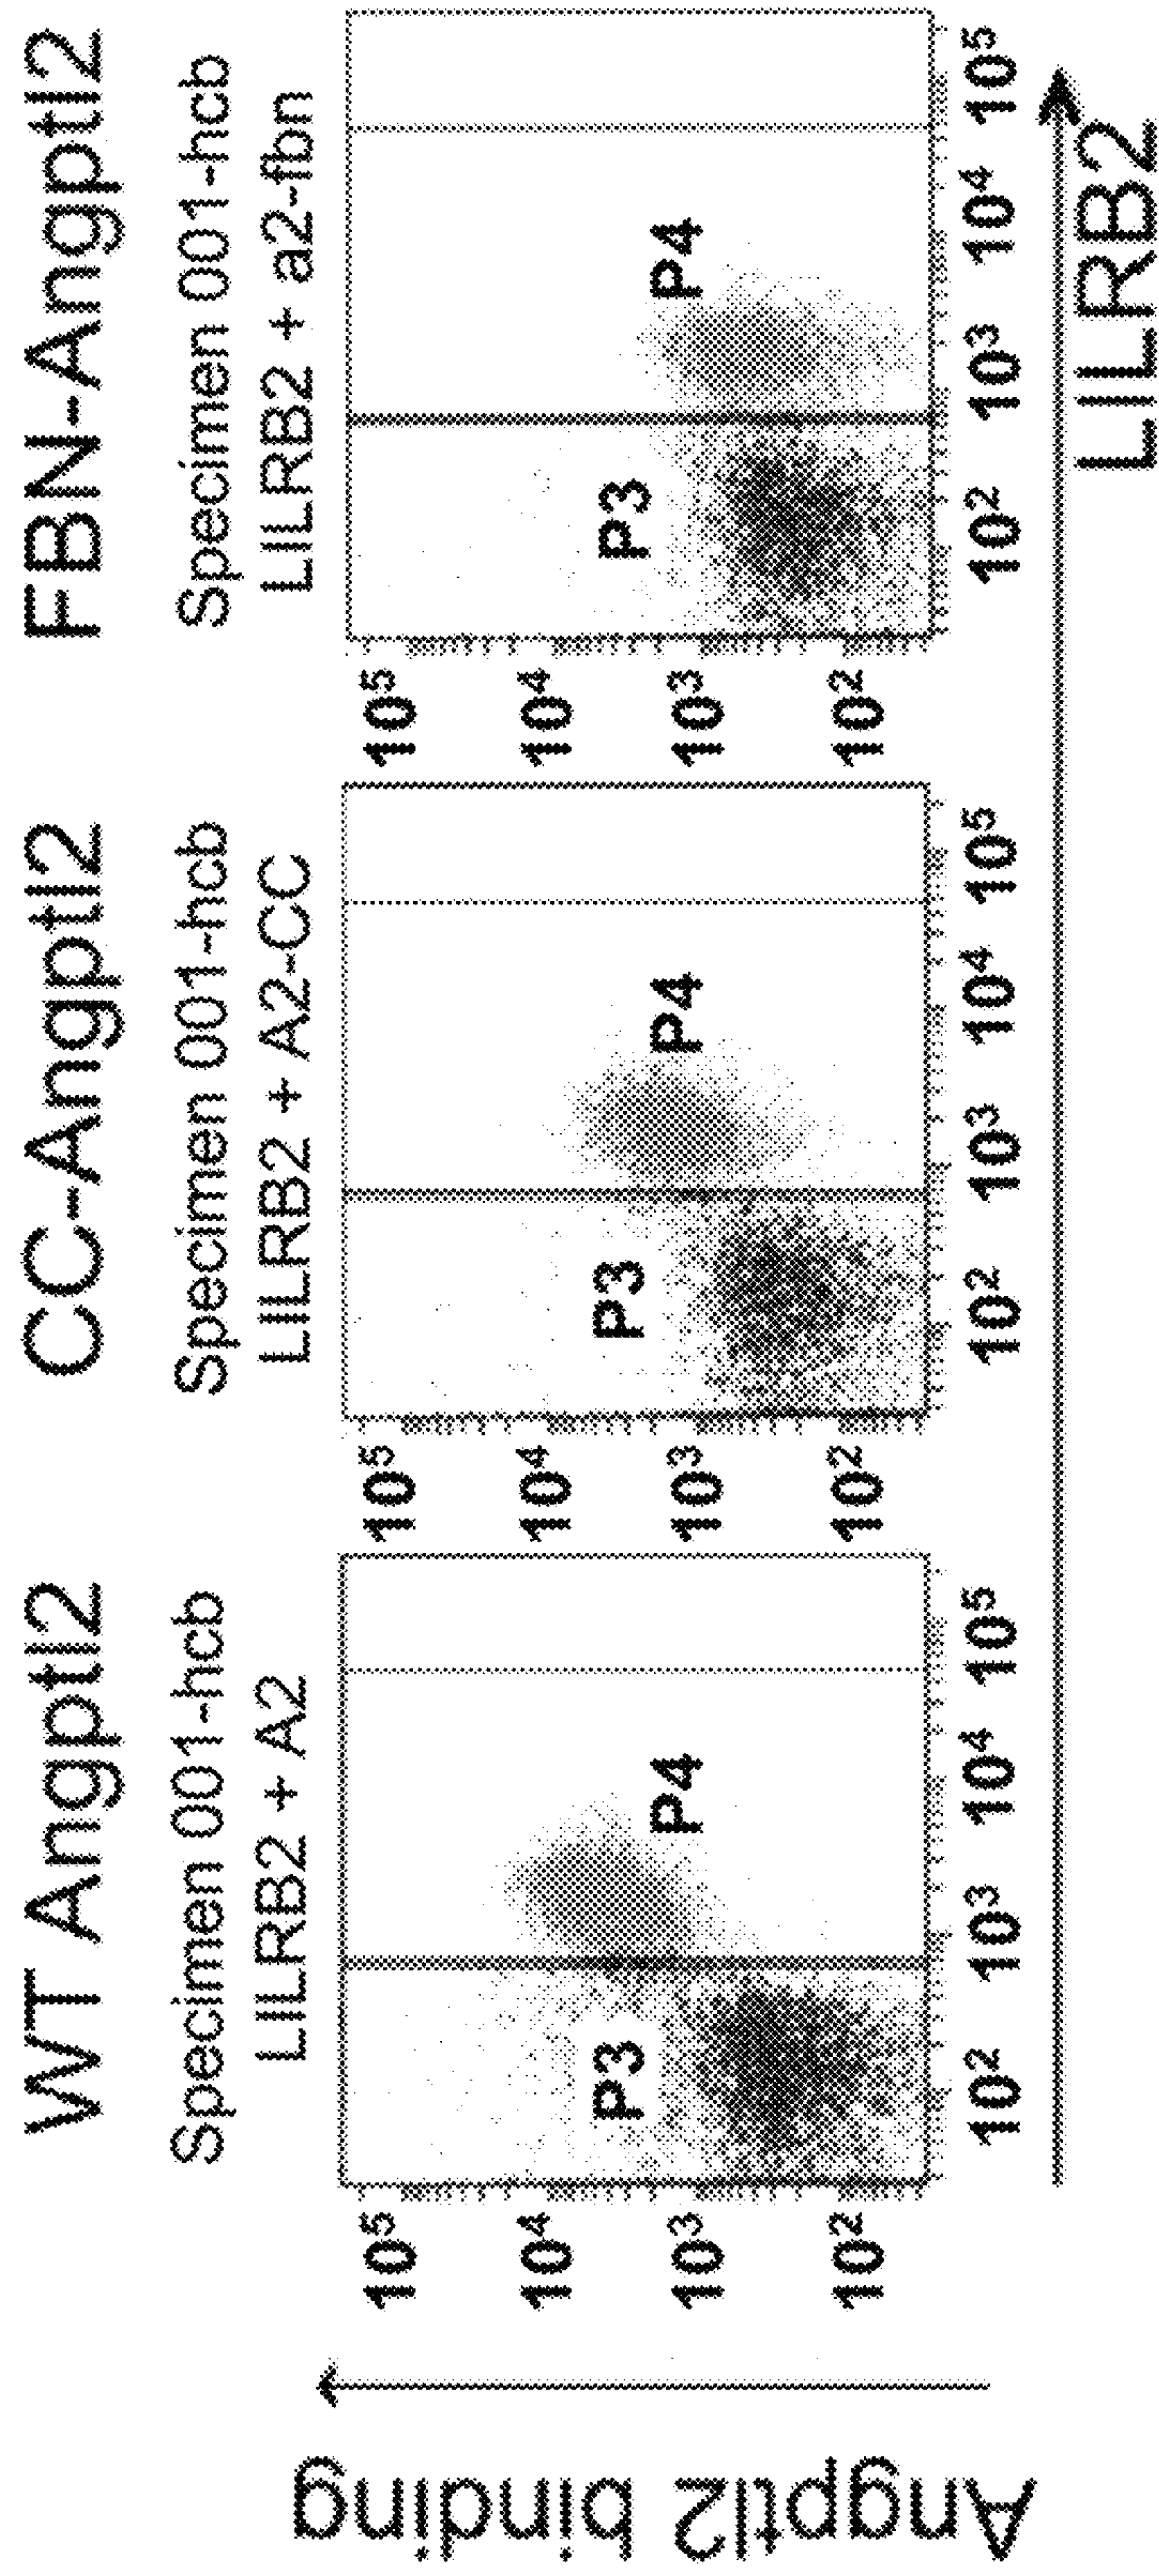 WT Angptl2
CC-Angptl2
FBN-Angptl2
Specimen 001-hcb
LILRB2 + A2
Specimen 001-hcb
LILRB2 + A2-CC
Specimen 001-hcb
LILRB2 + a2-fbn
Angptl2 binding
10⁵
10⁴
10³
10²
P3
P4
10² 10³ 10⁴ 10⁵
10⁵
10⁴
10³
10²
P3
P4
10² 10³ 10⁴ 10⁵
10⁵
10⁴
10³
10²
P3
P4
10² 10³ 10⁴ 10⁵
LILRB2